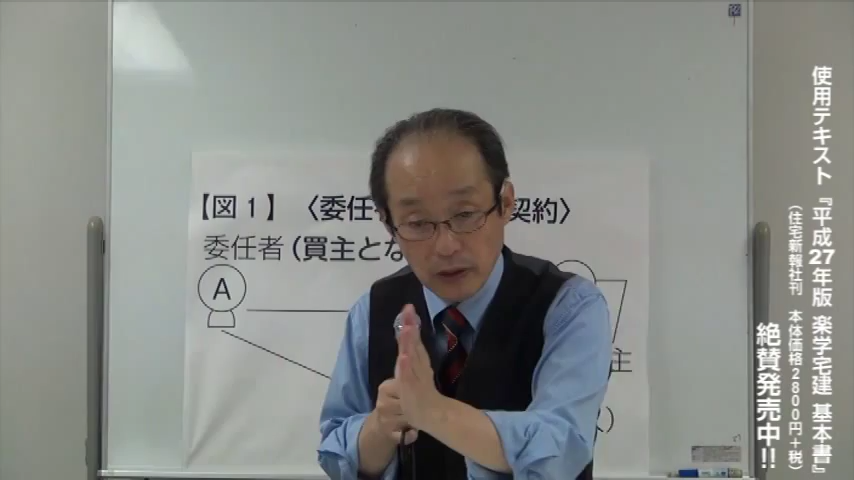 【図1】〈委任
契約〉
委任者(買主とな
A
主
使用テキスト『平成27年版 楽学宅建 基本書』
(住宅新報社刊 本体価格2800円+税)
絶賛発売中!!